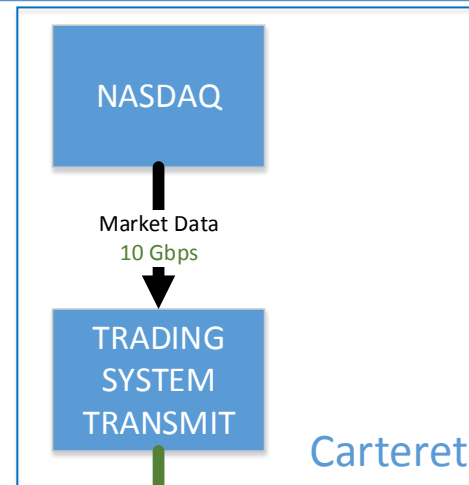 NASDAQ
Market Data
10 Gbps
TRADING
SYSTEM
TRANSMIT
Carteret